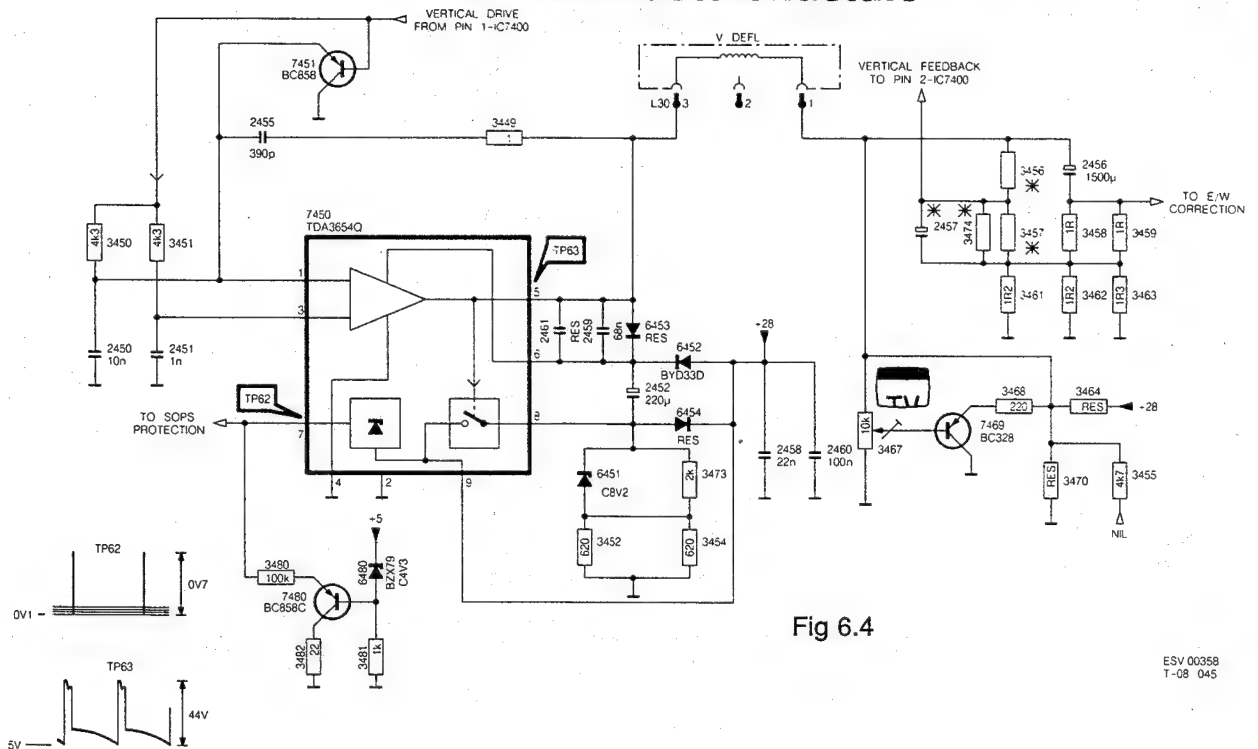 VERTICAL DRIVE
FROM PIN 1-IC7400
7451
BC858
V DEFL
L30
3
2
1
VERTICAL FEEDBACK
TO PIN 2-IC7400
2455
390p
3449
1
3456
2456
1500µ
TO E/W
CORRECTION
2457
3474
3457
1R
3458
1R
3459
1R2
3461
1R2
3462
1R3
3463
4k3
3450
4k3
3451
7450
TDA3654Q
TP63
1
3
5
2450
10n
2451
1n
2461
RES
2459
68n
6453
RES
6
6452
BYD33D
+28
2452
220µ
TO SOPS
PROTECTION
TP62
7
8
6454
RES
2458
22n
2460
100n
4
2
9
6451
C8V2
2k
3473
620
3452
620
3454
TV
10k
3467
3468
220
3464
RES
+28
7469
BC328
RES
3470
4k7
3455
NIL
+5
6480
BZX79
C4V3
3480
100k
7480
BC858C
3482
22
3481
1k
TP62
0V7
0V1
TP63
44V
5V
Fig 6.4
ESV 00358
T-08 045